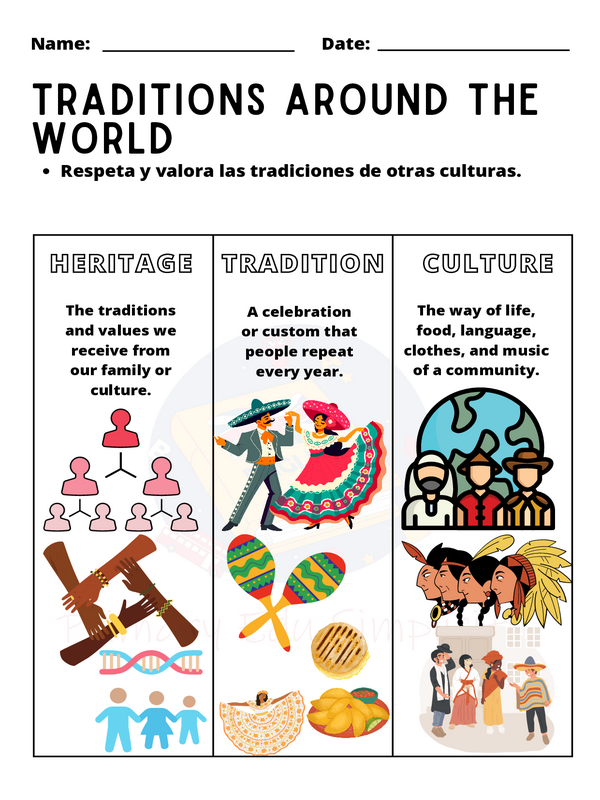 Name: Date:
TRADITIONS AROUND THE
WORLD
• Respeta y valora las tradiciones de otras culturas.
HERITAGE
The traditions
and values we
receive from
our family or
culture.
TRADITION
A celebration
or custom that
people repeat
every year.
CULTURE
The way of life,
food, language,
clothes, and music
of a community.